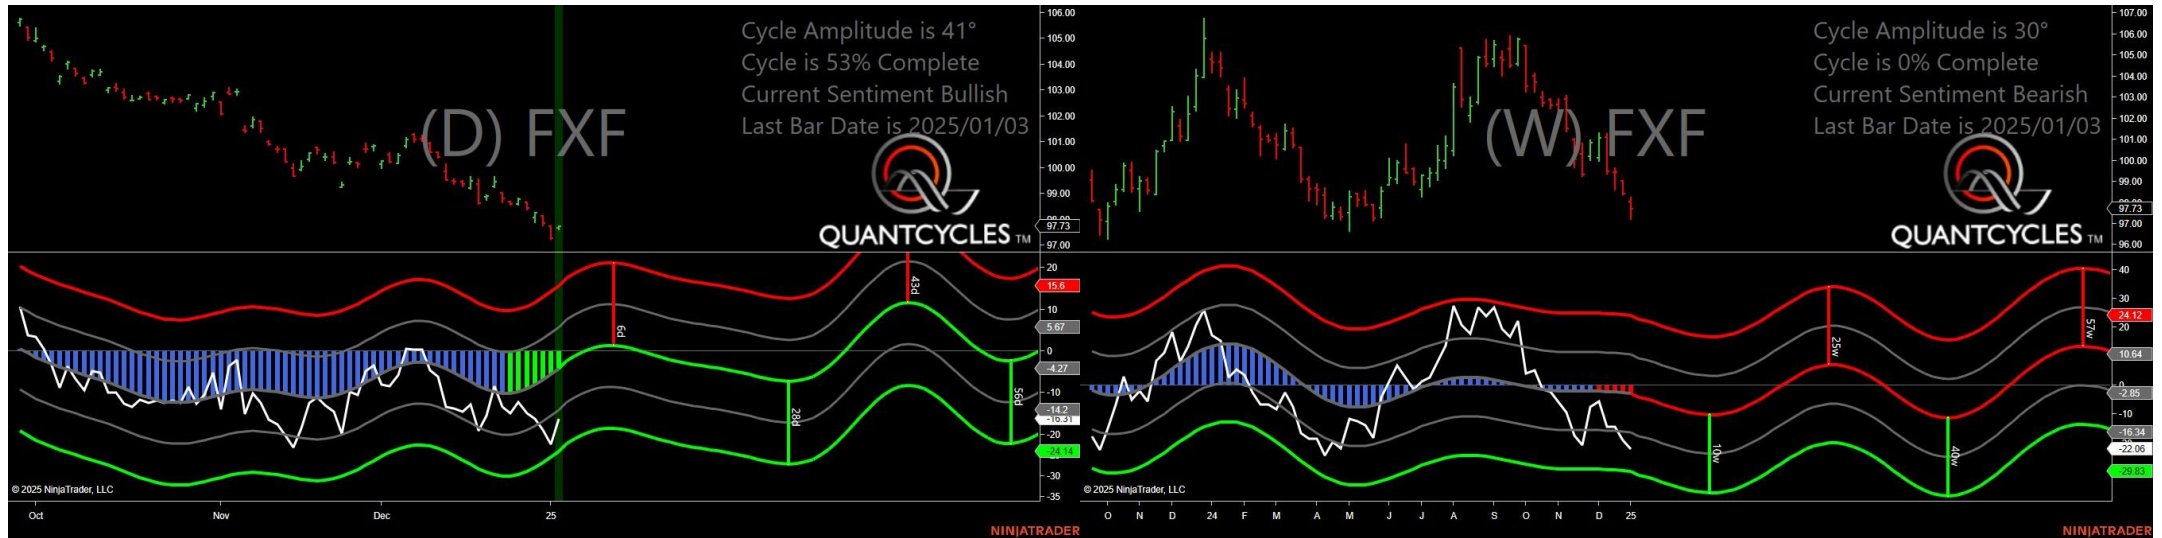 Cycle Amplitude is 41°
Cycle is 53% Complete
Current Sentiment Bullish
Last Bar Date is 2025/01/03
(D) FXF
QUANTCYCLES TM
106.00
105.00
104.00
103.00
102.00
101.00
100.00
99.00
98.00
97.73
97.00
20
15.6
10
5.67
0
-4.27
-10
-14.2
-16.31
-20
-24.14
-30
-35
6d
28d
43d
56d
© 2025 NinjaTrader, LLC
Oct Nov Dec 25
NINJATRADER
Cycle Amplitude is 30°
Cycle is 0% Complete
Current Sentiment Bearish
Last Bar Date is 2025/01/03
(W) FXF
QUANTCYCLES TM
107.00
106.00
105.00
104.00
103.00
102.00
101.00
100.00
99.00
97.73
97.00
96.00
40
30
24.12
20
10.64
0
-2.85
-10
-16.34
-22.06
-29.83
10w
25w
40w
57w
© 2025 NinjaTrader, LLC
O N D 24 F M A M J J A S O N D 25
NINJATRADER